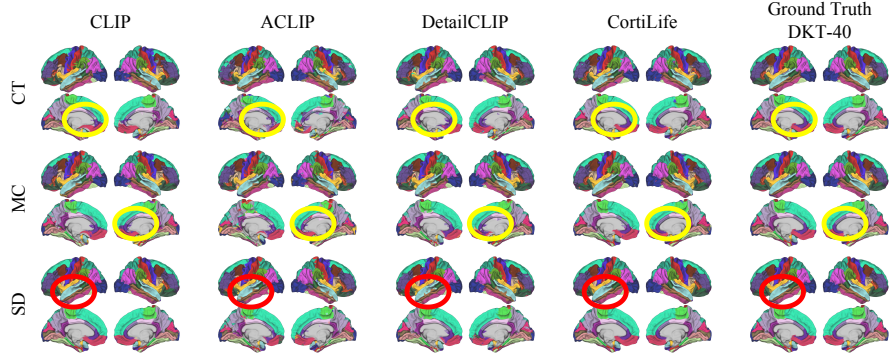 CLIP
ACLIP
DetailCLIP
CortiLife
Ground Truth
DKT-40
CT
MC
SD